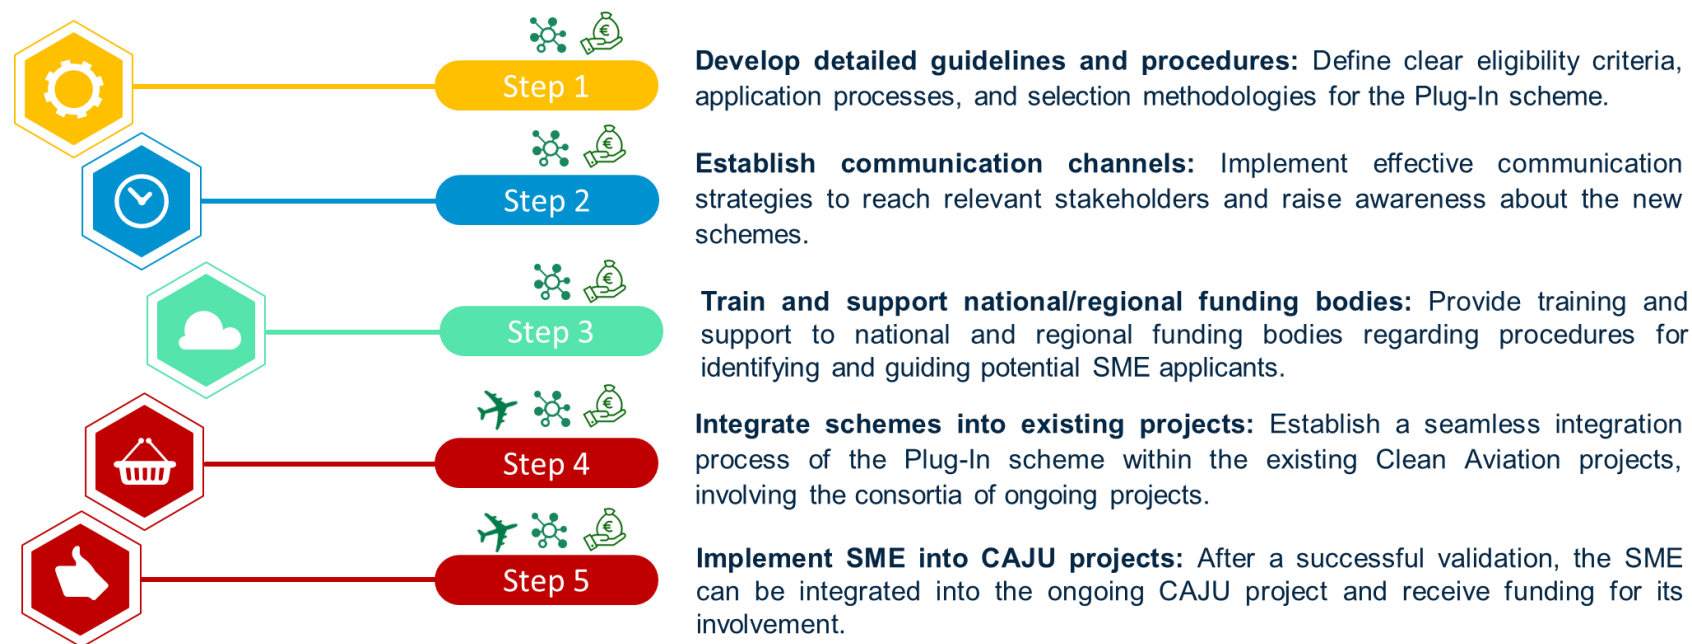 Step 1
Develop detailed guidelines and procedures: Define clear eligibility criteria,
application processes, and selection methodologies for the Plug-In scheme.
Step 2
Establish communication channels: Implement effective communication
strategies to reach relevant stakeholders and raise awareness about the new
schemes.
Step 3
Train and support national/regional funding bodies: Provide training and
support to national and regional funding bodies regarding procedures for
identifying and guiding potential SME applicants.
Step 4
Integrate schemes into existing projects: Establish a seamless integration
process of the Plug-In scheme within the existing Clean Aviation projects,
involving the consortia of ongoing projects.
Step 5
Implement SME into CAJU projects: After a successful validation, the SME
can be integrated into the ongoing CAJU project and receive funding for its
involvement.